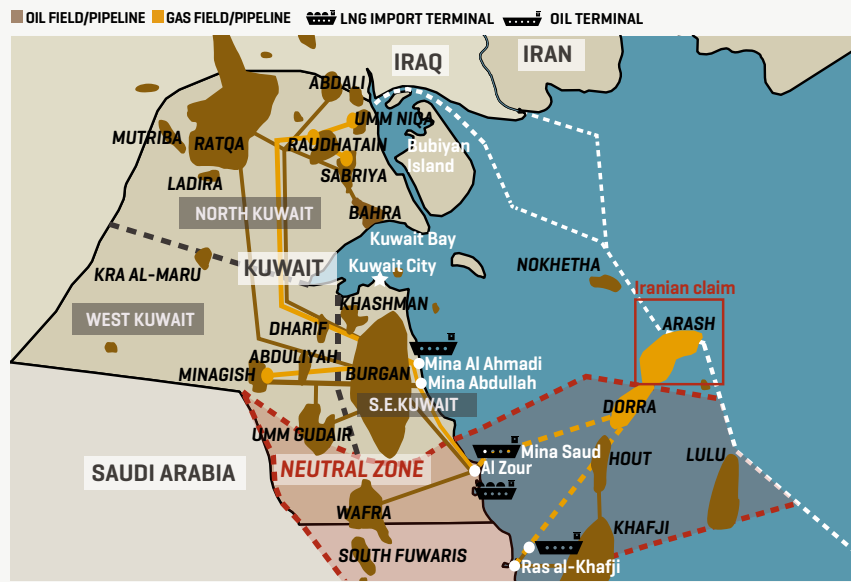 OIL FIELD/PIPELINE GAS FIELD/PIPELINE LNG IMPORT TERMINAL OIL TERMINAL
IRAQ
IRAN
ABDALI
UMM NIQA
MUTRIBA
RATQA
RAUDHATAIN
Bubiyan
Island
LADIRA
SABRIYA
NORTH KUWAIT
BAHRA
Kuwait Bay
KUWAIT
Kuwait City
NOKHETHA
KRA AL-MARU
Iranian claim
KHASHMAN
WEST KUWAIT
DHARIF
ARASH
ABDULIYAH
MINAGISH
BURGAN
Mina Al Ahmadi
Mina Abdullah
S.E.KUWAIT
DORRA
UMM GUDAIR
Mina Saud
SAUDI ARABIA
NEUTRAL ZONE
Al Zour
HOUT
LULU
WAFRA
KHAFJI
SOUTH FUWARIS
Ras al-Khafji